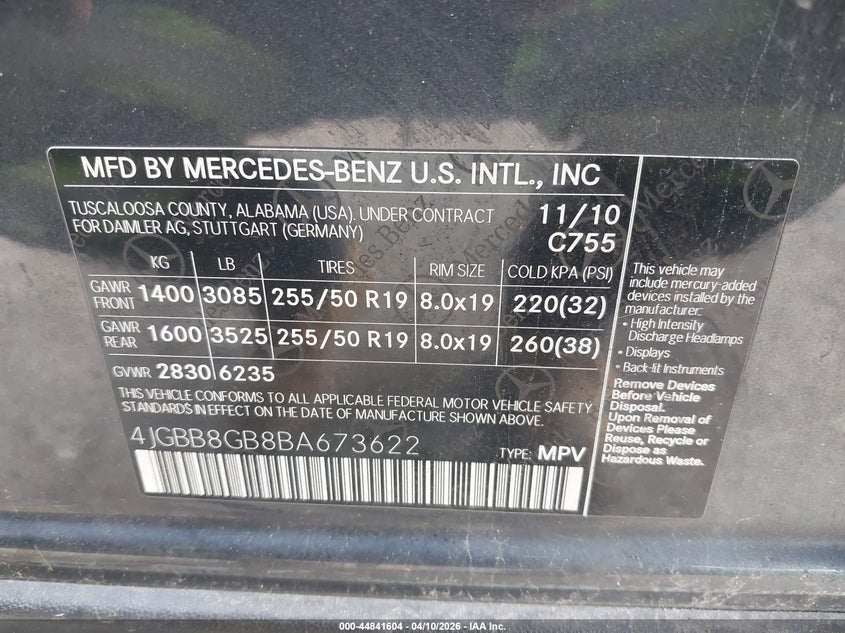 MFD BY MERCEDES-BENZ U.S. INTL., INC
TUSCALOOSA COUNTY, ALABAMA (USA). UNDER CONTRACT
FOR DAIMLER AG, STUTTGART (GERMANY)
11/10
C755
KG LB TIRES RIM SIZE COLD KPA (PSI)
GAWR FRONT 1400 3085 255/50 R19 8.0x19 220(32)
GAWR REAR 1600 3525 255/50 R19 8.0x19 260(38)
GVWR 2830 6235
THIS VEHICLE CONFORMS TO ALL APPLICABLE FEDERAL MOTOR VEHICLE SAFETY
STANDARDS IN EFFECT ON THE DATE OF MANUFACTURE SHOWN ABOVE.
4JGBB8GB8BA673622
TYPE: MPV
This vehicle may
include mercury-added
devices installed by the
manufacturer:
• High Intensity
Discharge Headlamps
• Displays
• Back-lit Instruments
Remove Devices
Before Vehicle
Disposal.
Upon Removal of
Devices Please
Reuse, Recycle or
Dispose as
Hazardous Waste.
000-44841604 - 04/10/2026 - IAA Inc.